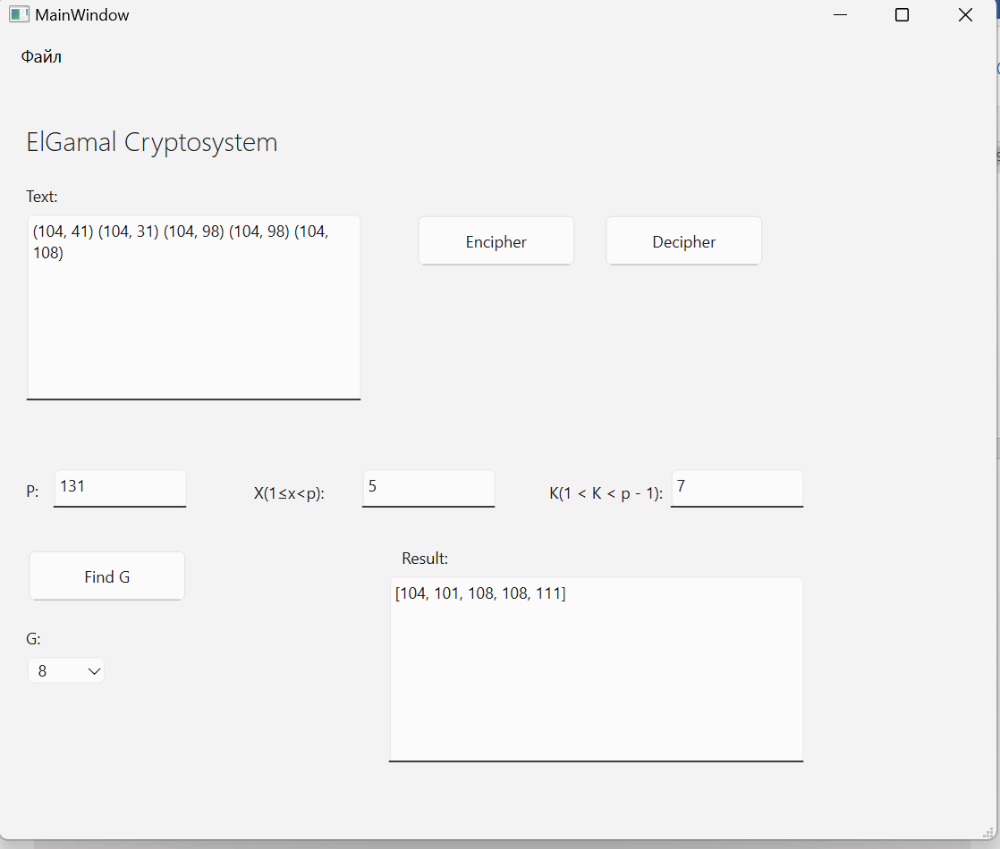 MainWindow
Файл
ElGamal Cryptosystem
Text:
(104, 41) (104, 31) (104, 98) (104, 98) (104,
108)
Encipher
Decipher
P:
131
X(1≤x<p):
5
K(1 < K < p - 1):
7
Find G
Result:
[104, 101, 108, 108, 111]
G:
8